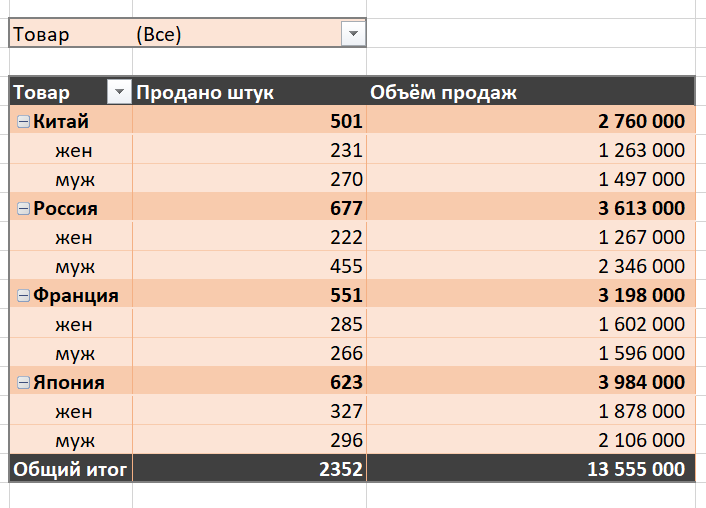 Товар (Все)
Товар Продано штук Объём продаж
Китай 501 2 760 000
жен 231 1 263 000
муж 270 1 497 000
Россия 677 3 613 000
жен 222 1 267 000
муж 455 2 346 000
Франция 551 3 198 000
жен 285 1 602 000
муж 266 1 596 000
Япония 623 3 984 000
жен 327 1 878 000
муж 296 2 106 000
Общий итог 2352 13 555 000